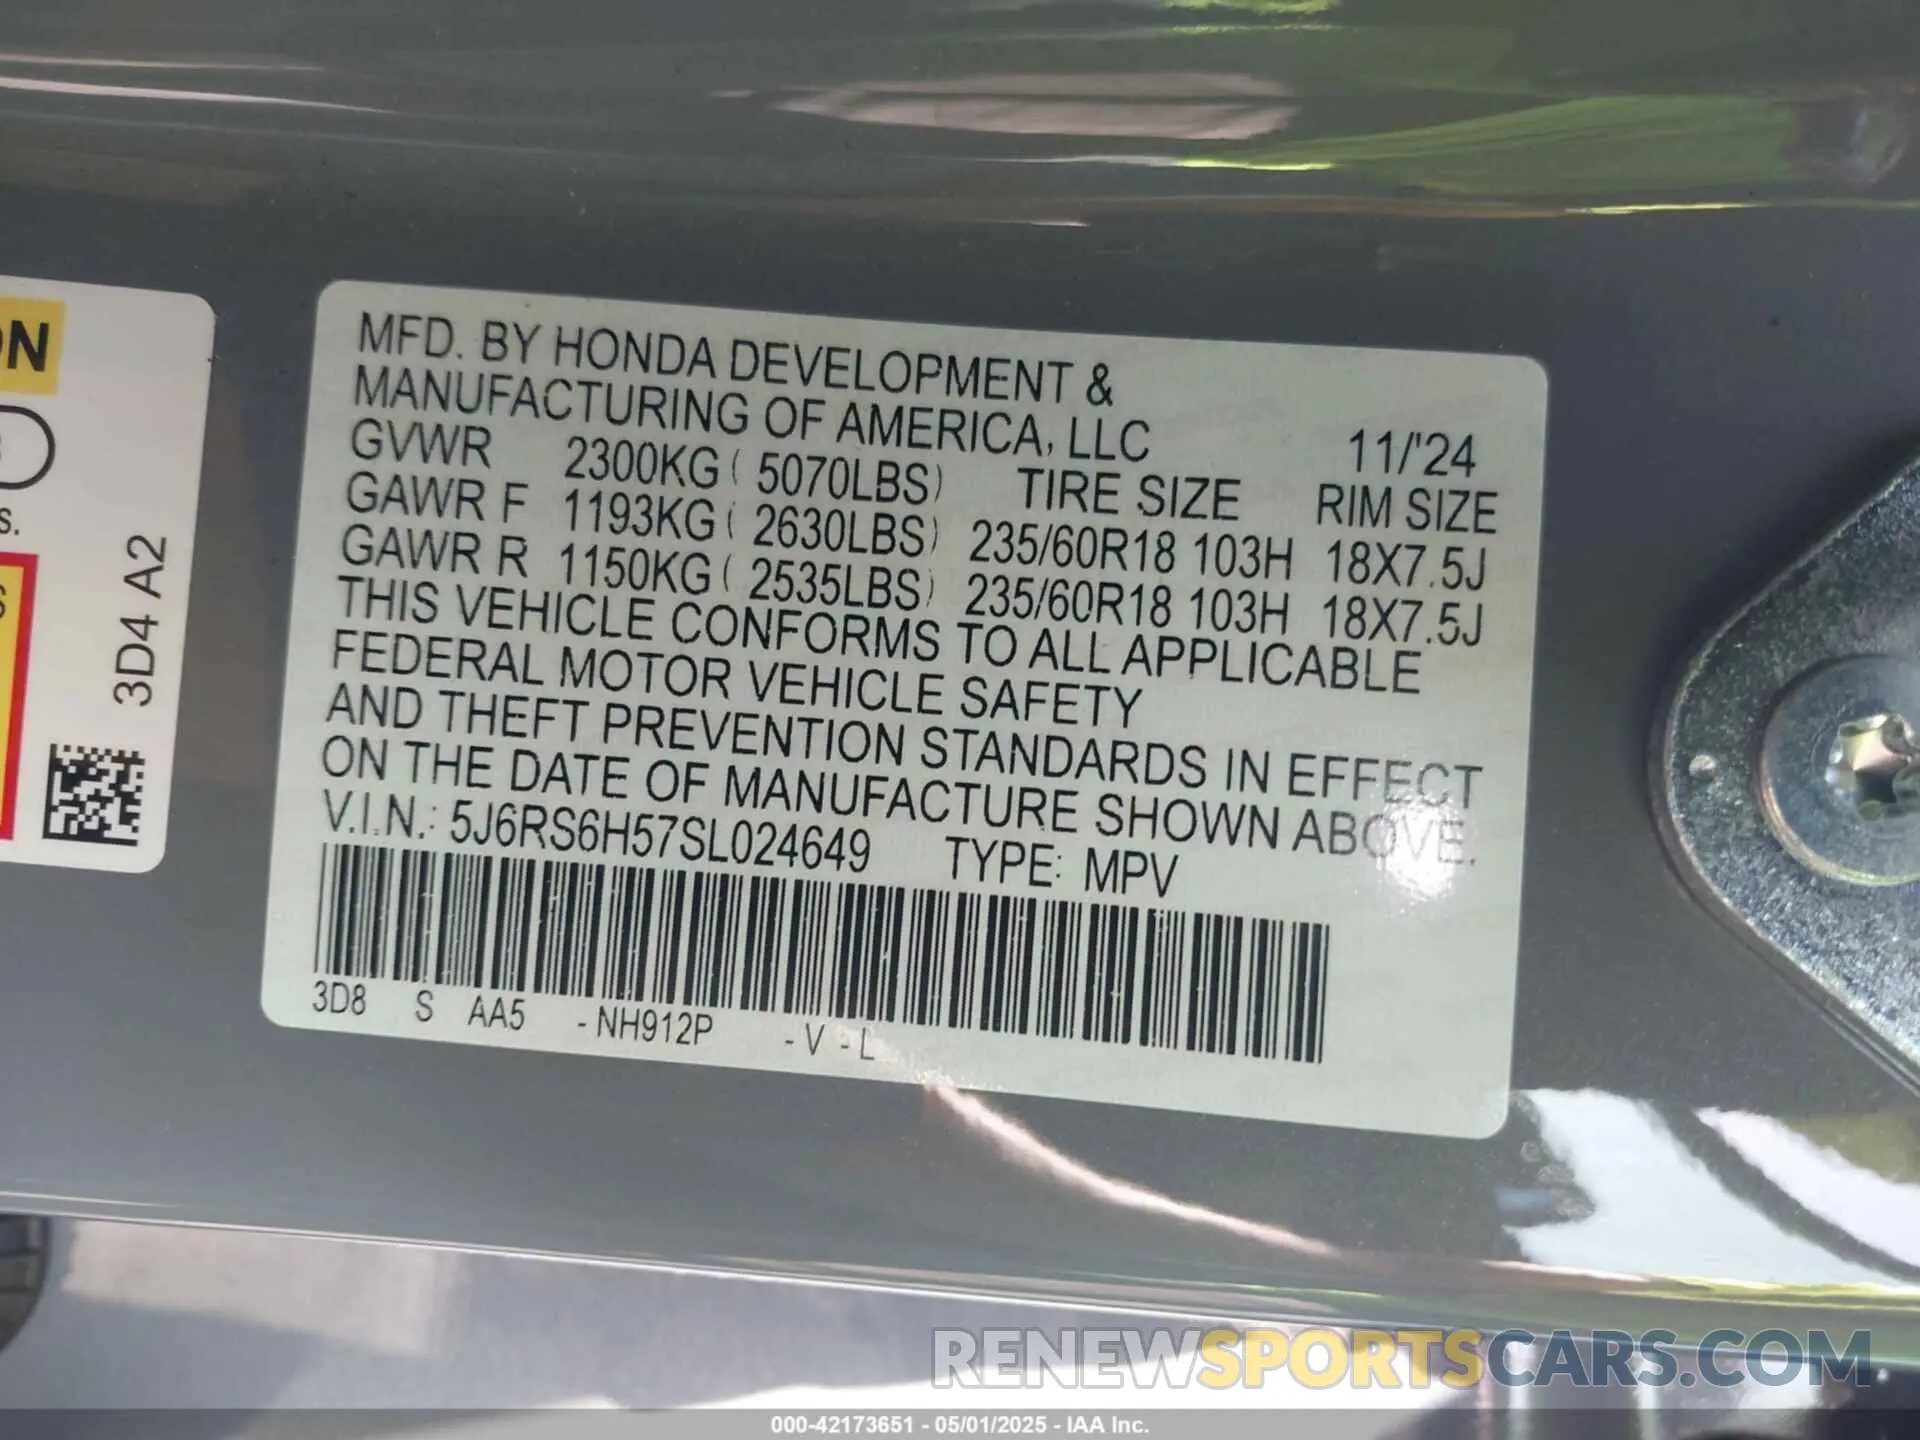 ON
S.
S
3D4 A2
MFD. BY HONDA DEVELOPMENT &
MANUFACTURING OF AMERICA, LLC 11/'24
GVWR 2300KG ( 5070LBS) TIRE SIZE RIM SIZE
GAWR F 1193KG ( 2630LBS) 235/60R18 103H 18X7.5J
GAWR R 1150KG ( 2535LBS) 235/60R18 103H 18X7.5J
THIS VEHICLE CONFORMS TO ALL APPLICABLE
FEDERAL MOTOR VEHICLE SAFETY
AND THEFT PREVENTION STANDARDS IN EFFECT
ON THE DATE OF MANUFACTURE SHOWN ABOVE.
V.I.N.: 5J6RS6H57SL024649 TYPE: MPV
3D8 S AA5 - NH912P - V - L
RENEWSPORTSCARS.COM
000-42173651 - 05/01/2025 - IAA Inc.